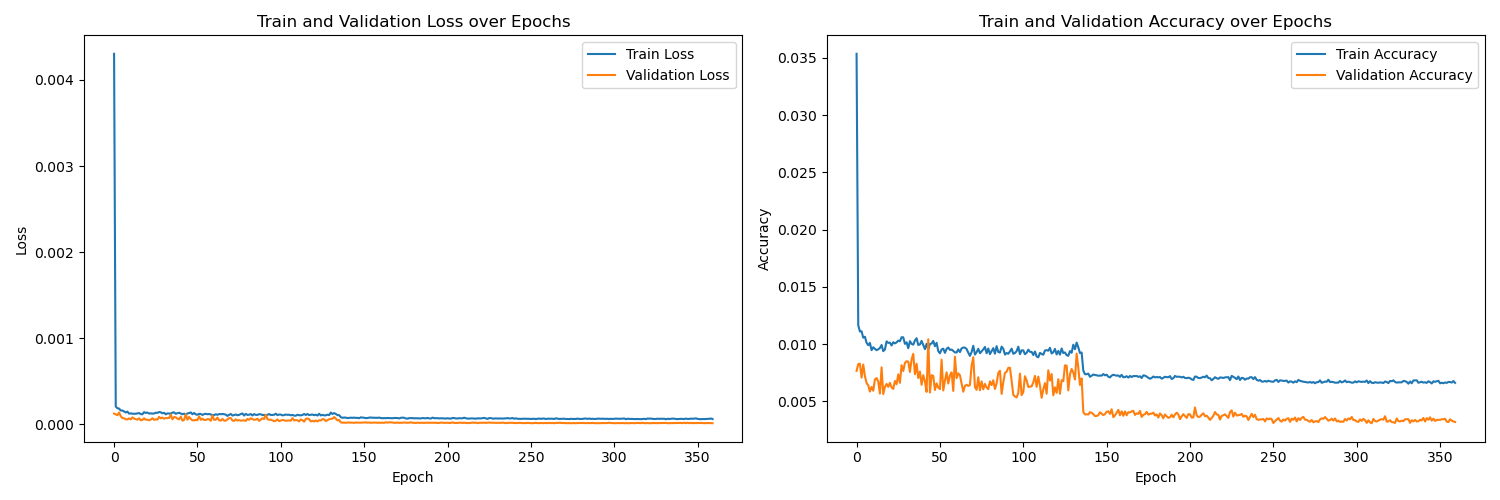 Train and Validation Loss over Epochs
Train Loss
Validation Loss
0.004
0.003
0.002
0.001
0.000
Loss
0 50 100 150 200 250 300 350
Epoch
Train and Validation Accuracy over Epochs
Train Accuracy
Validation Accuracy
0.035
0.030
0.025
0.020
0.015
0.010
0.005
Accuracy
0 50 100 150 200 250 300 350
Epoch